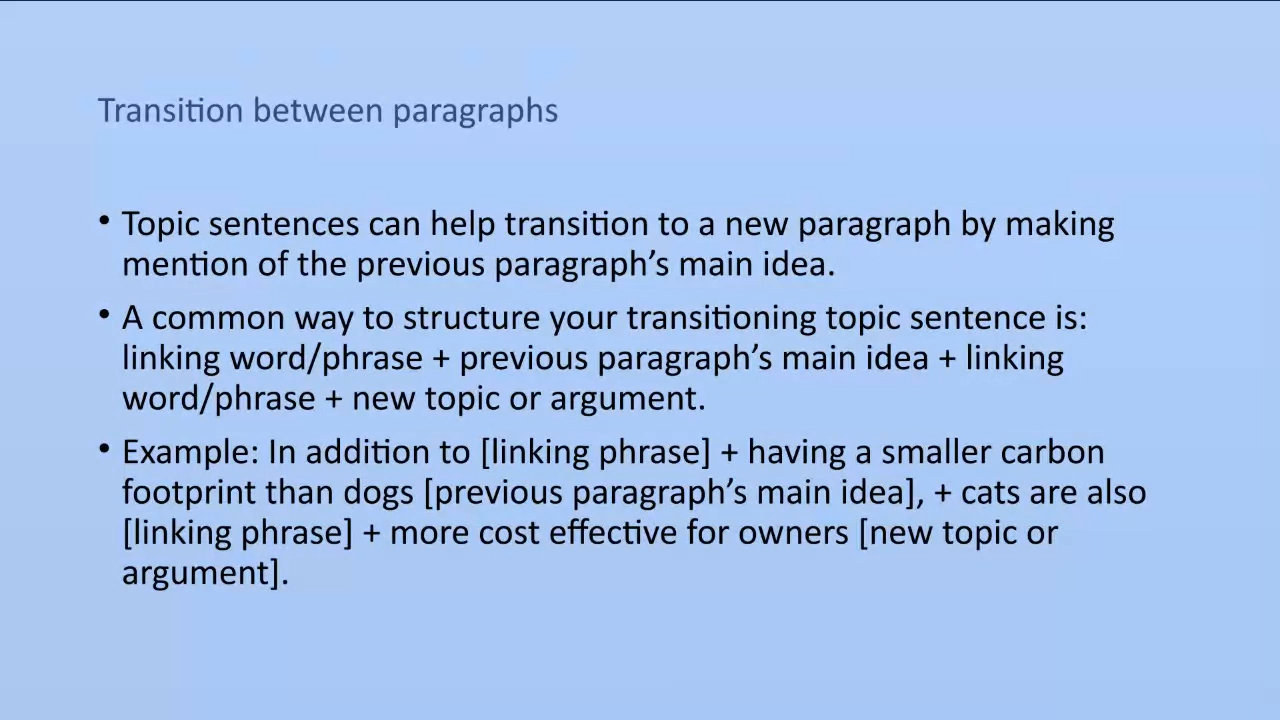 Transition between paragraphs
• Topic sentences can help transition to a new paragraph by making
mention of the previous paragraph’s main idea.
• A common way to structure your transitioning topic sentence is:
linking word/phrase + previous paragraph’s main idea + linking
word/phrase + new topic or argument.
• Example: In addition to [linking phrase] + having a smaller carbon
footprint than dogs [previous paragraph’s main idea], + cats are also
[linking phrase] + more cost effective for owners [new topic or
argument].